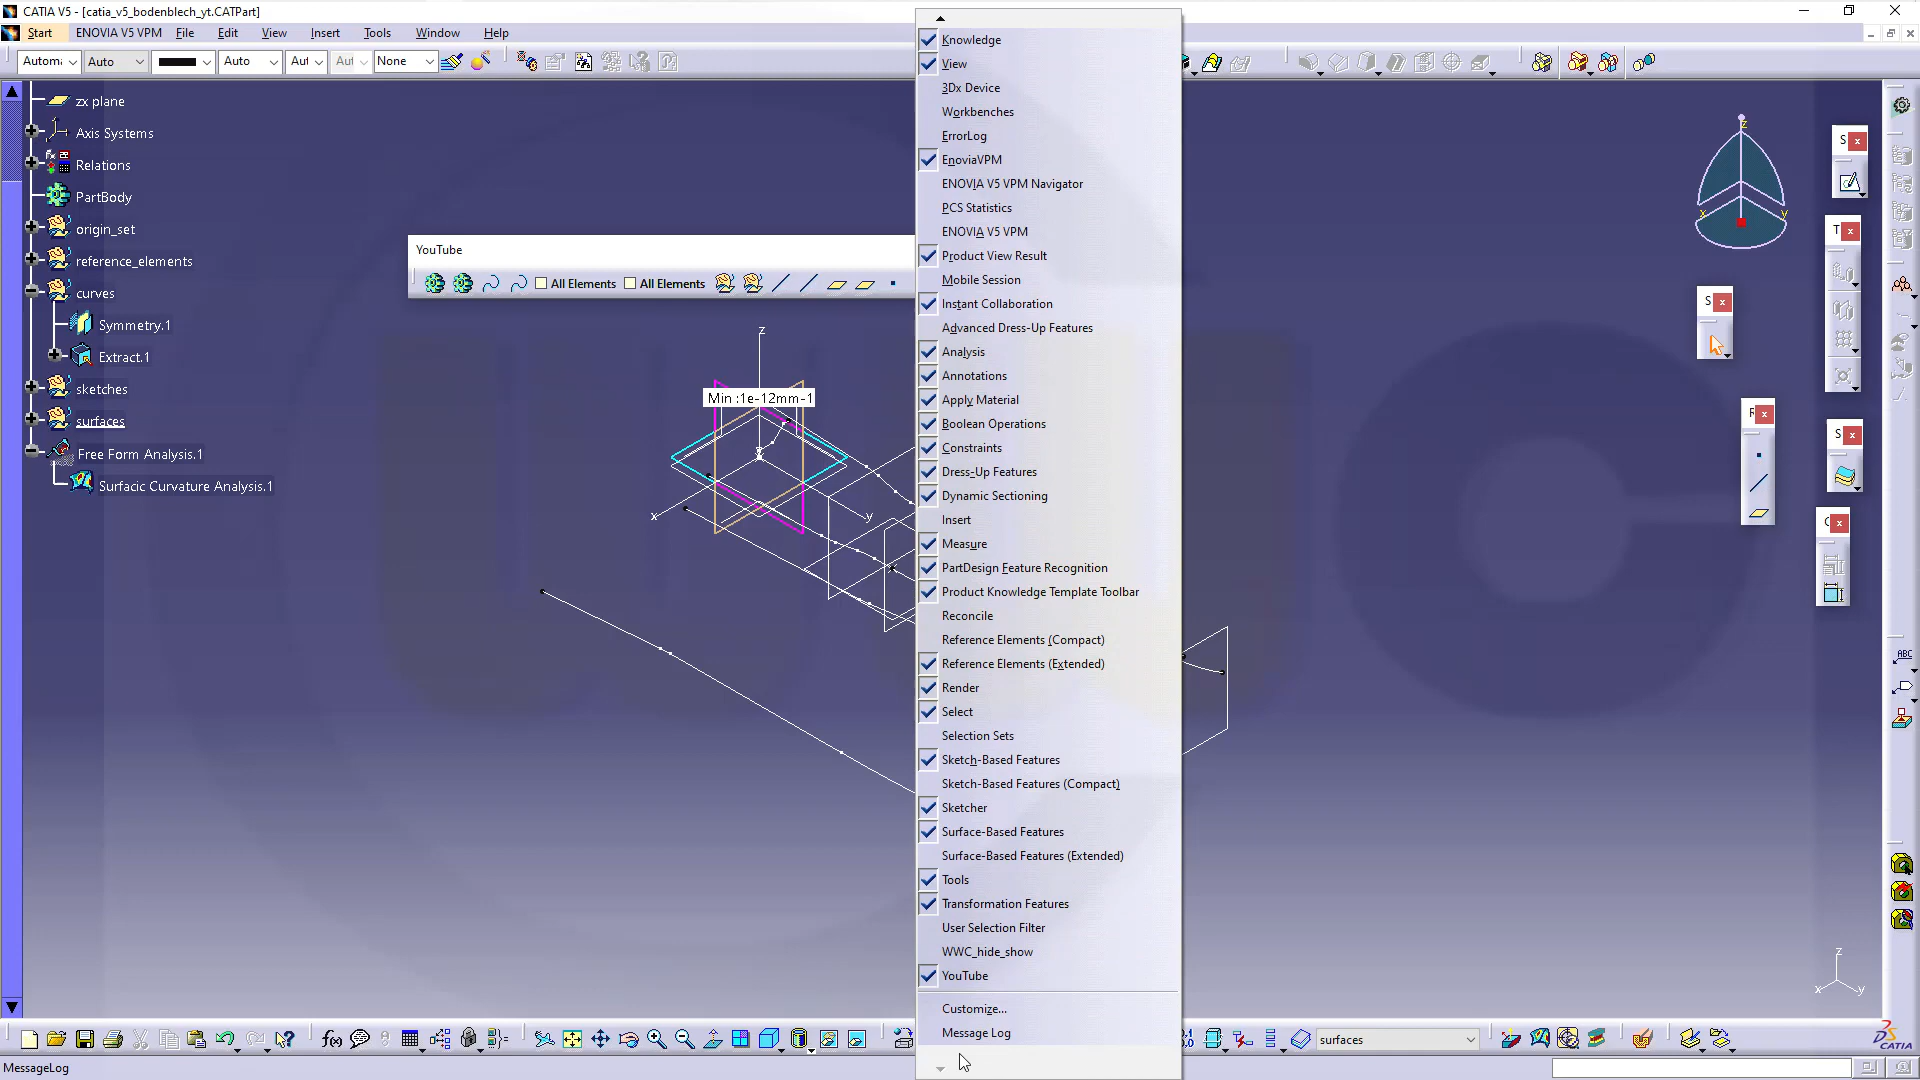 CATIA V5 - [catia_v5_bodenblech_yt.CATPart]
Start ENOVIA V5 VPM File Edit View Insert Tools Window Help
Automa Auto Auto Aut Aut None
zx plane
Axis Systems
Relations
PartBody
origin_set
reference_elements
curves
Symmetry.1
Extract.1
sketches
surfaces
Free Form Analysis.1
Surfacic Curvature Analysis.1
YouTube
All Elements All Elements
z
Min :1e-12mm-1
x
y
Knowledge
View
3Dx Device
Workbenches
ErrorLog
EnoviaVPM
ENOVIA V5 VPM Navigator
PCS Statistics
ENOVIA V5 VPM
Product View Result
Mobile Session
Instant Collaboration
Advanced Dress-Up Features
Analysis
Annotations
Apply Material
Boolean Operations
Constraints
Dress-Up Features
Dynamic Sectioning
Insert
Measure
PartDesign Feature Recognition
Product Knowledge Template Toolbar
Reconcile
Reference Elements (Compact)
Reference Elements (Extended)
Render
Select
Selection Sets
Sketch-Based Features
Sketch-Based Features (Compact)
Sketcher
Surface-Based Features
Surface-Based Features (Extended)
Tools
Transformation Features
User Selection Filter
WWC_hide_show
YouTube
Customize...
Message Log
z
x y
S
T
S
R
S
C
ABC
z
x y
surfaces
CATIA
MessageLog